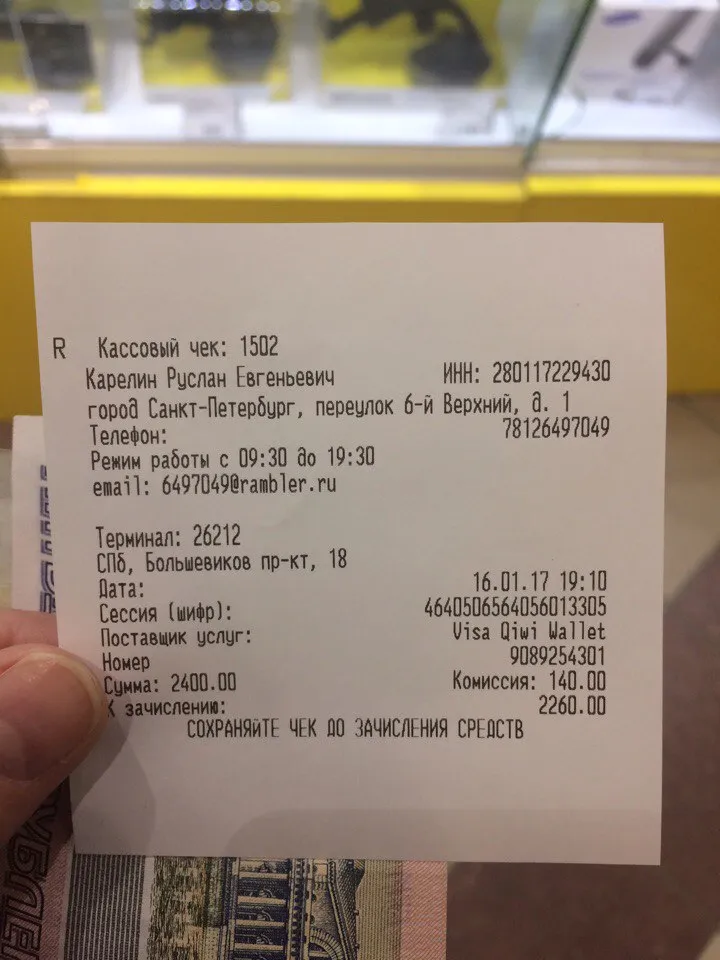 R Кассовый чек: 1502
Карелин Руслан Евгеньевич ИНН: 280117229430
город Санкт-Петербург, переулок 6-й Верхний, д. 1
Телефон: 78126497049
Режим работы с 09:30 до 19:30
email: 6497049@rambler.ru
Терминал: 26212
СПб, Большевиков пр-кт, 18
Дата: 16.01.17 19:10
Сессия (шифр): 4640506564056013305
Поставщик услуг: Visa Qiwi Wallet
Номер 9089254301
Сумма: 2400.00 Комиссия: 140.00
К зачислению: 2260.00
СОХРАНЯЙТЕ ЧЕК ДО ЗАЧИСЛЕНИЯ СРЕДСТВ